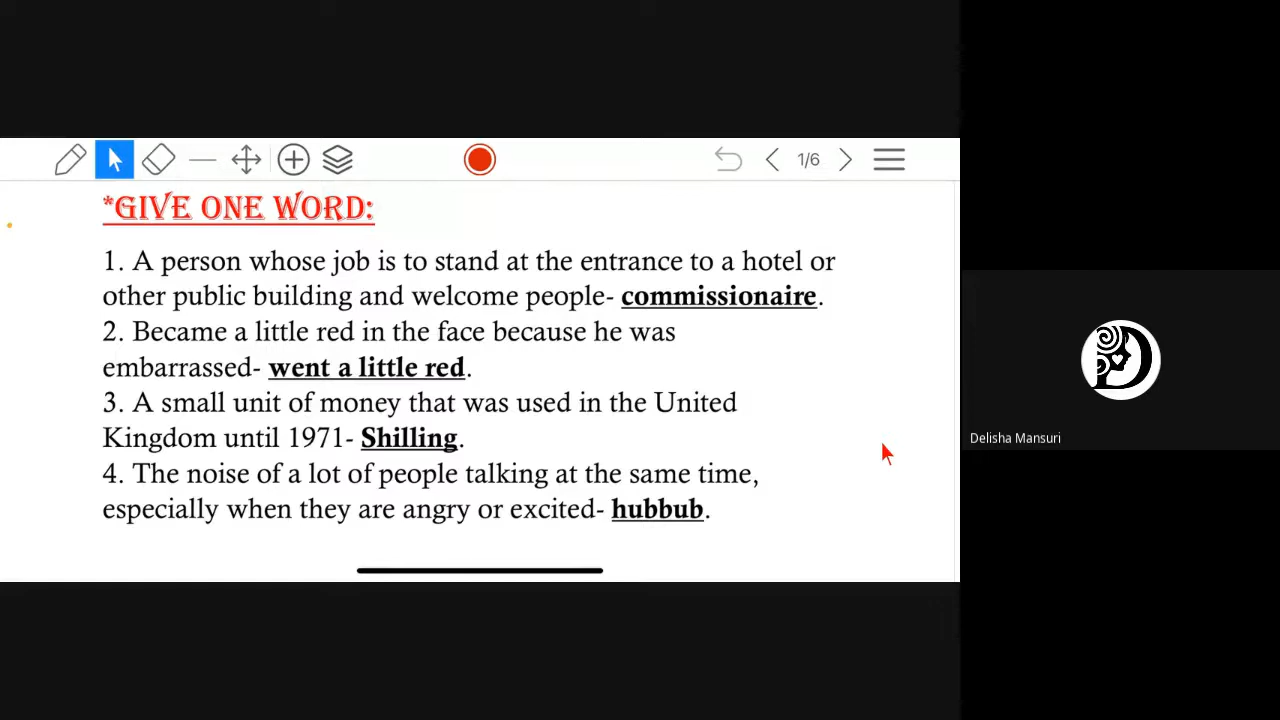 1/6
*GIVE ONE WORD:
1. A person whose job is to stand at the entrance to a hotel or
other public building and welcome people- commissionaire.
2. Became a little red in the face because he was
embarrassed- went a little red.
3. A small unit of money that was used in the United
Kingdom until 1971- Shilling.
4. The noise of a lot of people talking at the same time,
especially when they are angry or excited- hubbub.
Delisha Mansuri